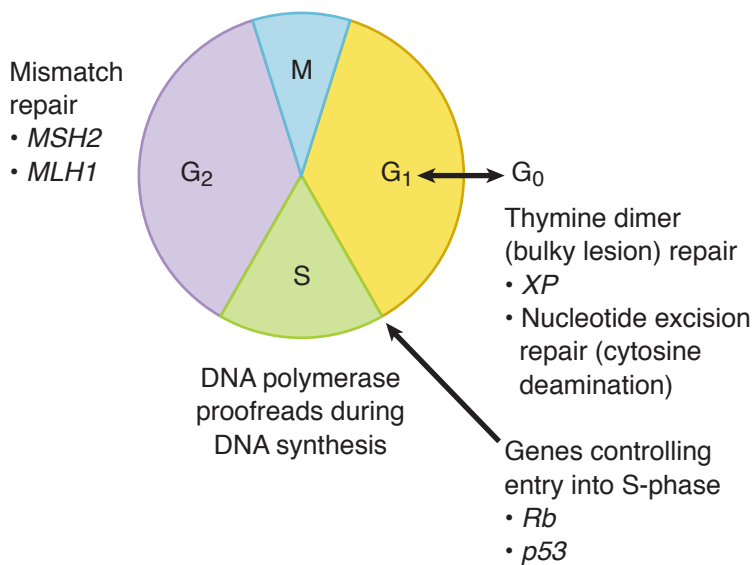 Mismatch
repair
• MSH2
• MLH1
M
G2
G1
G0
S
Thymine dimer
(bulky lesion) repair
• XP
• Nucleotide excision
repair (cytosine
deamination)
DNA polymerase
proofreads during
DNA synthesis
Genes controlling
entry into S-phase
• Rb
• p53